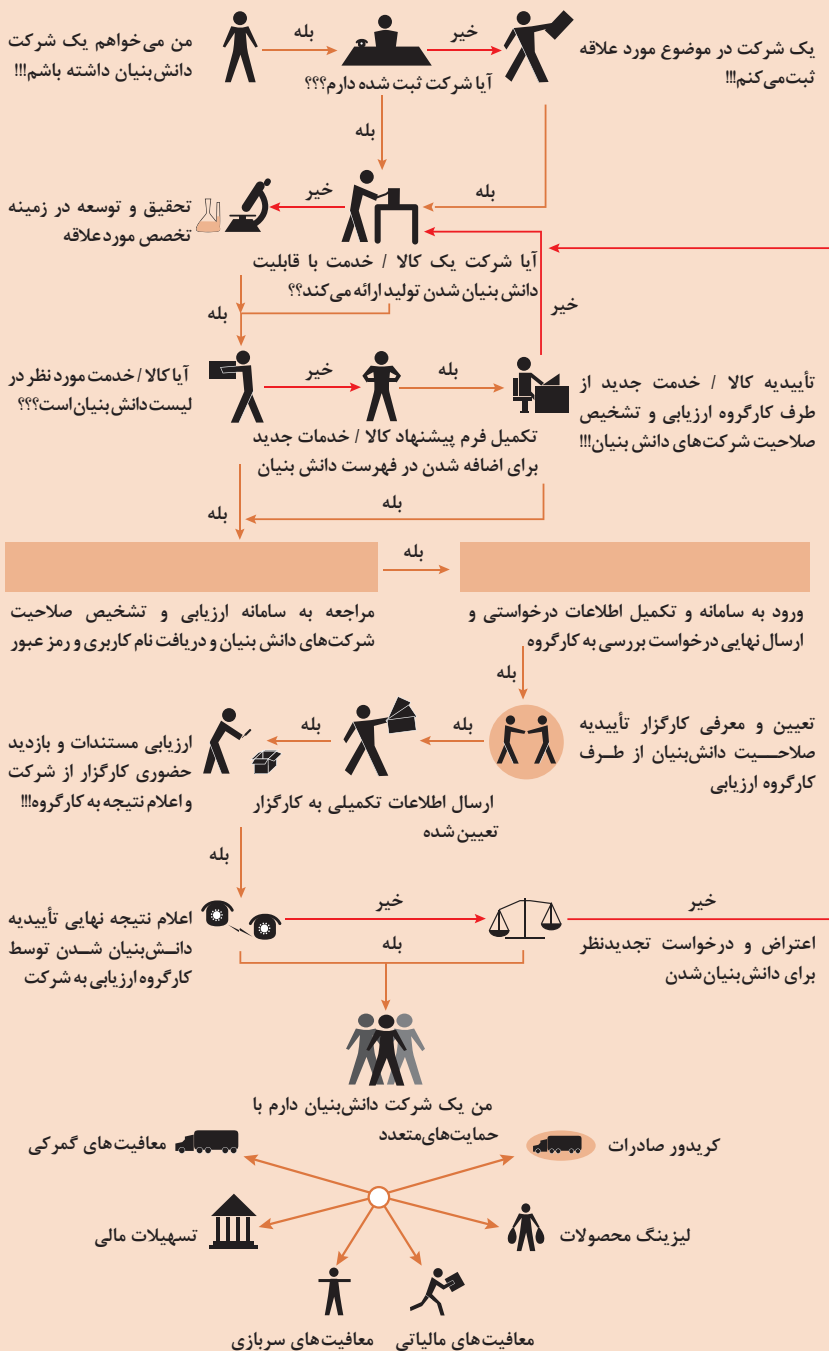 من می‌خواهم یک شرکت
دانش‌بنیان داشته باشم!!!
بله
آیا شرکت ثبت شده دارم؟؟؟
خیر
یک شرکت در موضوع مورد علاقه
ثبت‌می‌کنم!!!
بله
بله
خیر
تحقیق و توسعه در زمینه
تخصص موردعلاقه
آیا شرکت یک کالا / خدمت با قابلیت
دانش‌بنیان شدن تولید ارائه می‌کند؟؟
بله
خیر
آیا کالا / خدمت مورد نظر در
لیست دانش‌بنیان است؟؟؟
خیر
تکمیل فرم پیشنهاد کالا / خدمات جدید
برای اضافه شدن در فهرست دانش بنیان
بله
تأییدیه کالا / خدمت جدید از
طرف کارگروه ارزیابی و تشخیص
صلاحیت شرکت‌های دانش بنیان!!!
بله
بله
بله
مراجعه به سامانه ارزیابی و تشخیص صلاحیت
شرکت‌های دانش بنیان و دریافت نام کاربری و رمز عبور
ورود به سامانه و تکمیل اطلاعات درخواستی و
ارسال نهایی درخواست بررسی به کارگروه
بله
تعیین و معرفی کارگزار تأییدیه
صلاحیت دانش‌بنیان از طرف
کارگروه ارزیابی
بله
ارسال اطلاعات تکمیلی به کارگزار
تعیین‌شده
بله
ارزیابی مستندات و بازدید
حضوری کارگزار از شرکت
و اعلام نتیجه به کارگروه!!!
بله
اعلام نتیجه نهایی تأییدیه
دانش‌بنیان شدن توسط
کارگروه ارزیابی به شرکت
خیر
بله
خیر
اعتراض و درخواست تجدیدنظر
برای دانش‌بنیان‌شدن
من یک شرکت دانش‌بنیان دارم با
حمایت‌های‌متعدد
کریدور صادرات
معافیت‌های گمرکی
لیزینگ محصولات
تسهیلات مالی
معافیت‌های مالیاتی
معافیت‌های سربازی